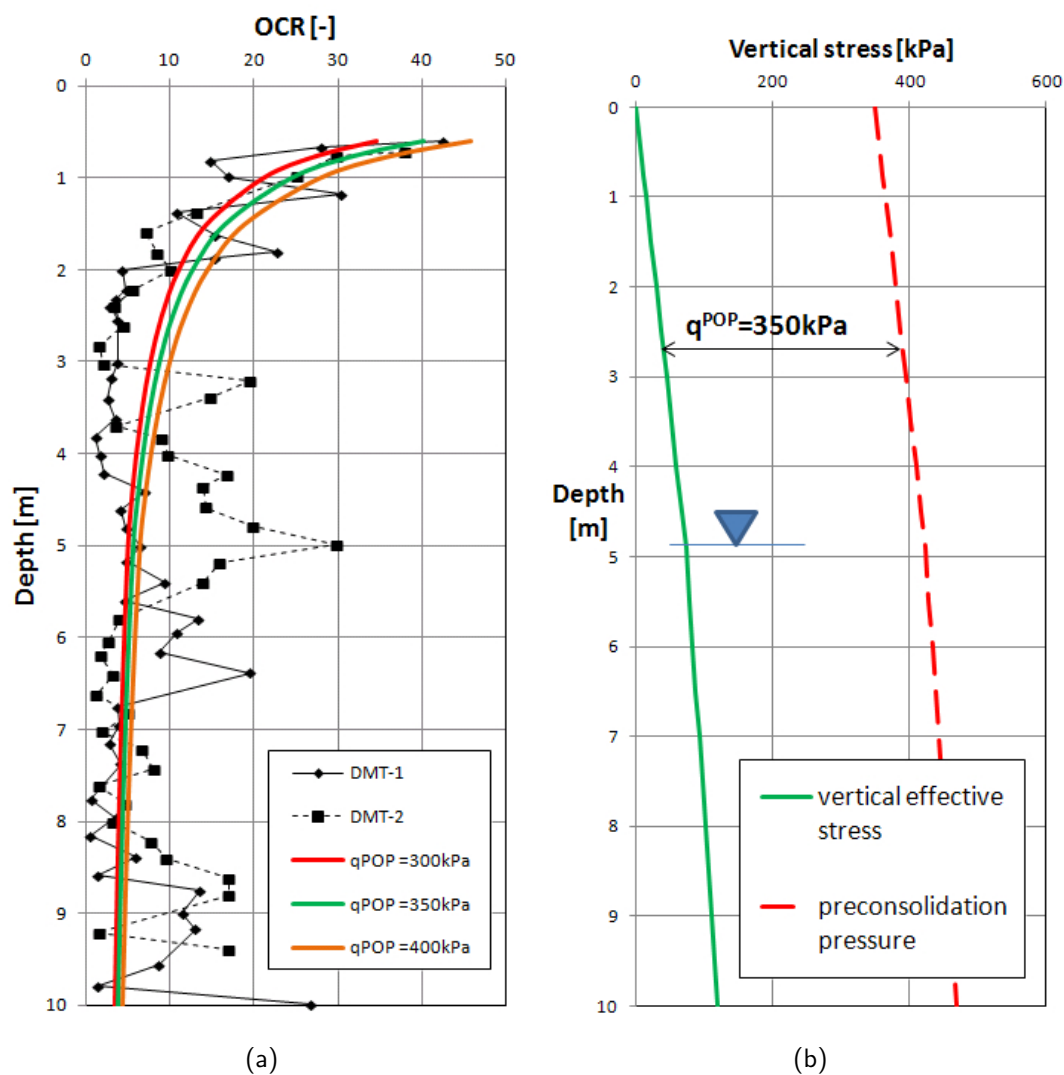 OCR [-]
0 10 20 30 40 50
0
1
2
3
4
5
6
7
8
9
10
Depth [m]
DMT-1
DMT-2
qPOP =300kPa
qPOP =350kPa
qPOP =400kPa
(a)
Vertical stress [kPa]
0 200 400 600
0
1
2
3
4
5
6
7
8
9
10
qPOP=350kPa
Depth
[m]
vertical effective
stress
preconsolidation
pressure
(b)